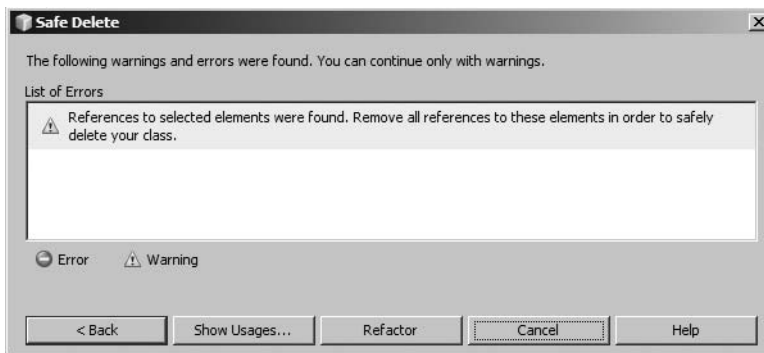 Safe Delete
The following warnings and errors were found. You can continue only with warnings.
List of Errors
References to selected elements were found. Remove all references to these elements in order to safely
delete your class.
Error Warning
< Back Show Usages... Refactor Cancel Help